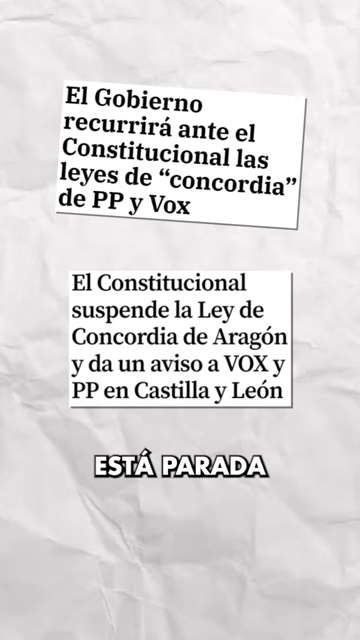 El Gobierno
recurrirá ante el
Constitucional las
leyes de “concordia”
de PP y Vox
El Constitucional
suspende la Ley de
Concordia de Aragón
y da un aviso a VOX y
PP en Castilla y León
ESTÁ PARADA